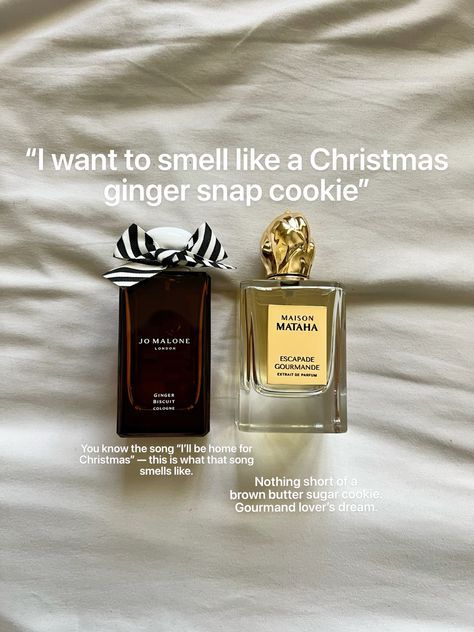 “I want to smell like a Christmas
ginger snap cookie”
JO MALONE
LONDON
GINGER
BISCUIT
COLOGNE
MAISON
MATAHA
ESCAPADE
GOURMANDE
EXTRAIT DE PARFUM
You know the song “I’ll be home for
Christmas” — this is what that song
smells like.
Nothing short of a
brown butter sugar cookie.
Gourmand lover’s dream.